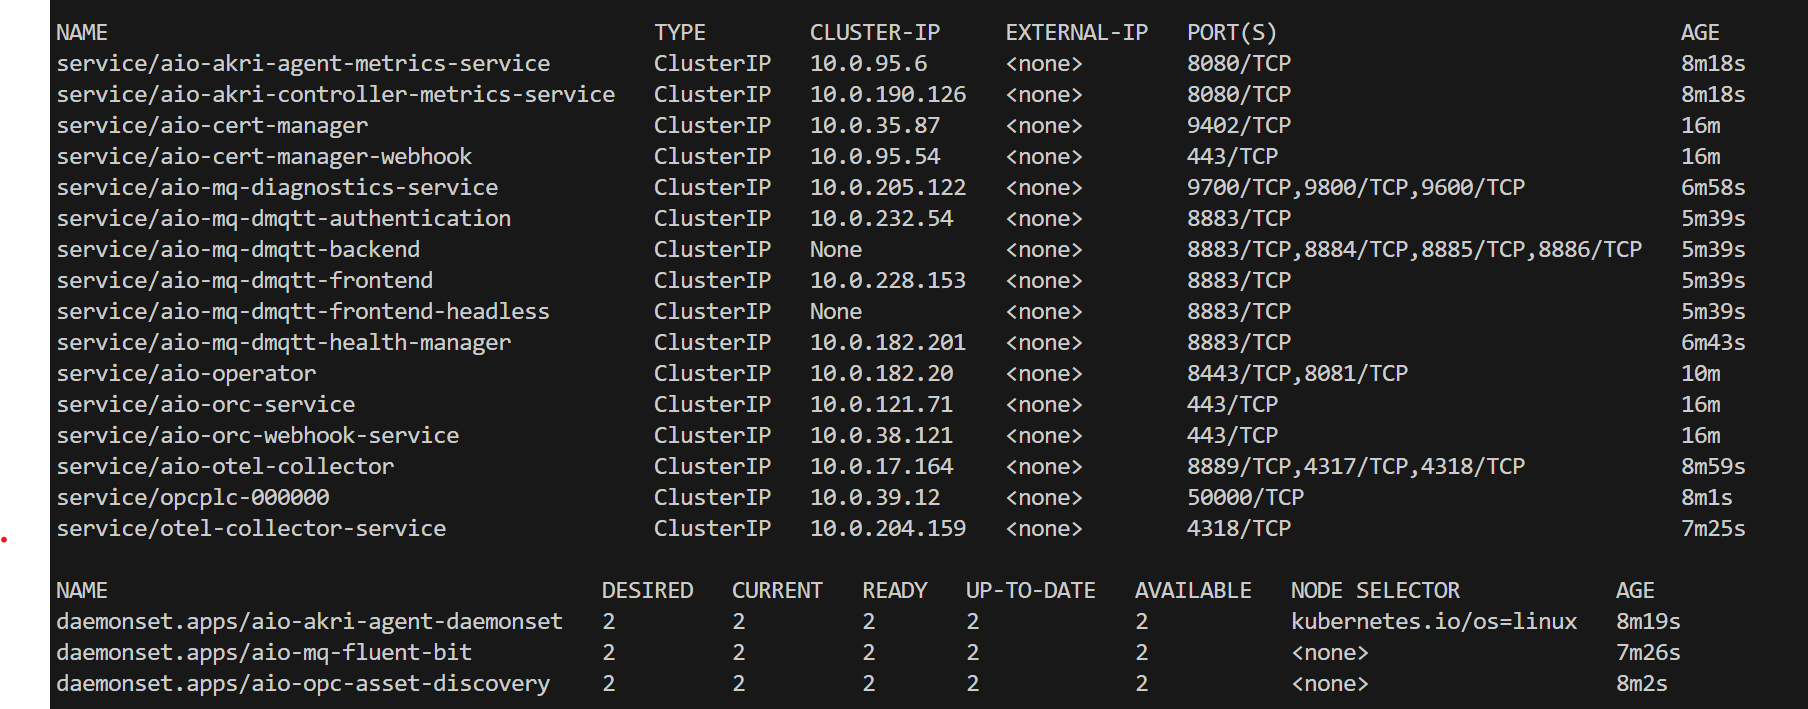 NAME TYPE CLUSTER-IP EXTERNAL-IP PORT(S) AGE
service/aio-akri-agent-metrics-service ClusterIP 10.0.95.6 <none> 8080/TCP 8m18s
service/aio-akri-controller-metrics-service ClusterIP 10.0.190.126 <none> 8080/TCP 8m18s
service/aio-cert-manager ClusterIP 10.0.35.87 <none> 9402/TCP 16m
service/aio-cert-manager-webhook ClusterIP 10.0.95.54 <none> 443/TCP 16m
service/aio-mq-diagnostics-service ClusterIP 10.0.205.122 <none> 9700/TCP,9800/TCP,9600/TCP 6m58s
service/aio-mq-dmqtt-authentication ClusterIP 10.0.232.54 <none> 8883/TCP 5m39s
service/aio-mq-dmqtt-backend ClusterIP None <none> 8883/TCP,8884/TCP,8885/TCP,8886/TCP 5m39s
service/aio-mq-dmqtt-frontend ClusterIP 10.0.228.153 <none> 8883/TCP 5m39s
service/aio-mq-dmqtt-frontend-headless ClusterIP None <none> 8883/TCP 5m39s
service/aio-mq-dmqtt-health-manager ClusterIP 10.0.182.201 <none> 8883/TCP 6m43s
service/aio-operator ClusterIP 10.0.182.20 <none> 8443/TCP,8081/TCP 10m
service/aio-orc-service ClusterIP 10.0.121.71 <none> 443/TCP 16m
service/aio-orc-webhook-service ClusterIP 10.0.38.121 <none> 443/TCP 16m
service/aio-otel-collector ClusterIP 10.0.17.164 <none> 8889/TCP,4317/TCP,4318/TCP 8m59s
service/opcplc-000000 ClusterIP 10.0.39.12 <none> 50000/TCP 8m1s
service/otel-collector-service ClusterIP 10.0.204.159 <none> 4318/TCP 7m25s
NAME DESIRED CURRENT READY UP-TO-DATE AVAILABLE NODE SELECTOR AGE
daemonset.apps/aio-akri-agent-daemonset 2 2 2 2 2 kubernetes.io/os=linux 8m19s
daemonset.apps/aio-mq-fluent-bit 2 2 2 2 2 <none> 7m26s
daemonset.apps/aio-opc-asset-discovery 2 2 2 2 2 <none> 8m2s